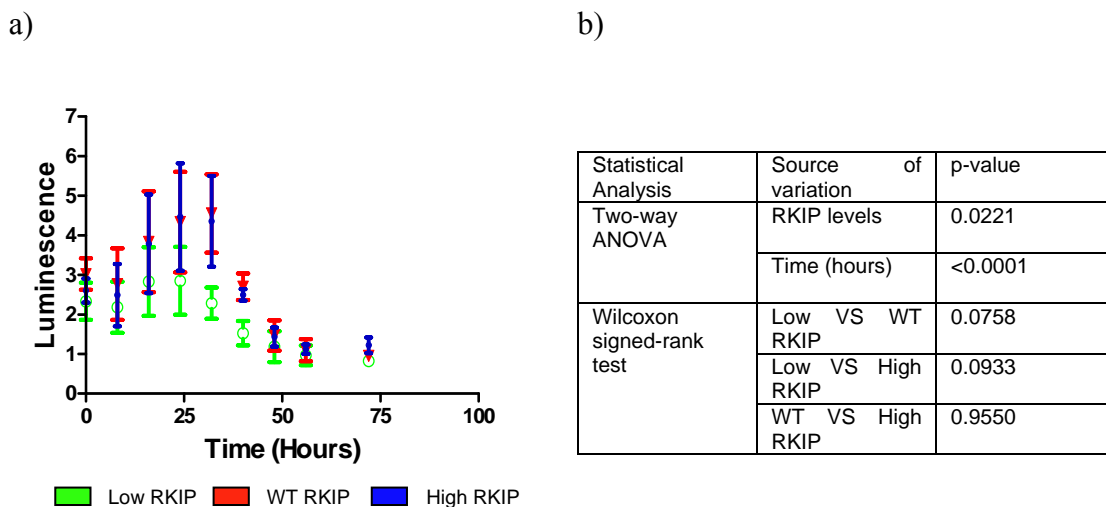 a)
b)
7
6
5
4
3
2
1
0
Luminescence
0 25 50 75 100
Time (Hours)
Low RKIP WT RKIP High RKIP
Statistical Analysis
Source of variation
p-value
Two-way ANOVA
RKIP levels
0.0221
Time (hours)
<0.0001
Wilcoxon signed-rank test
Low VS WT RKIP
0.0758
Low VS High RKIP
0.0933
WT VS High RKIP
0.9550